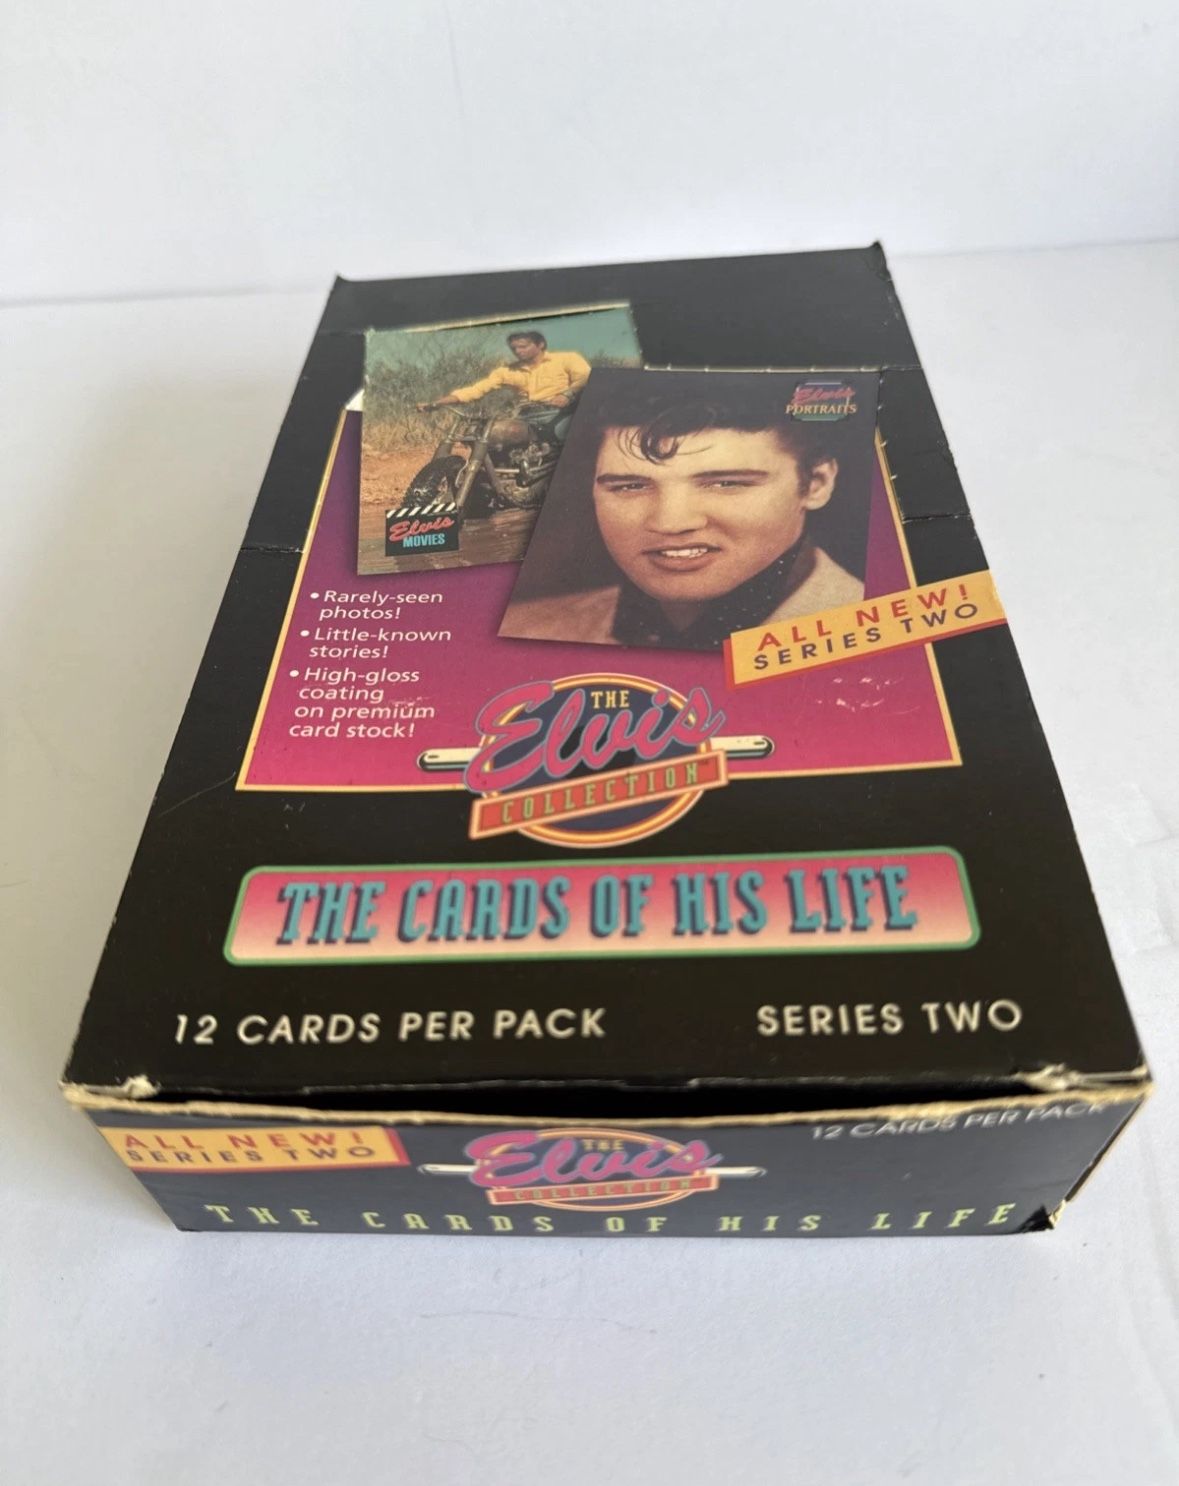 Elvis
PORTRAITS
Elvis
MOVIES
• Rarely-seen
photos!
• Little-known
stories!
• High-gloss
coating
on premium
card stock!
ALL NEW!
SERIES TWO
THE
Elvis
COLLECTION™
THE CARDS OF HIS LIFE
12 CARDS PER PACK
SERIES TWO
ALL NEW!
SERIES TWO
THE
Elvis
COLLECTION
12 CARDS PER PACK
THE CARDS OF HIS LIFE